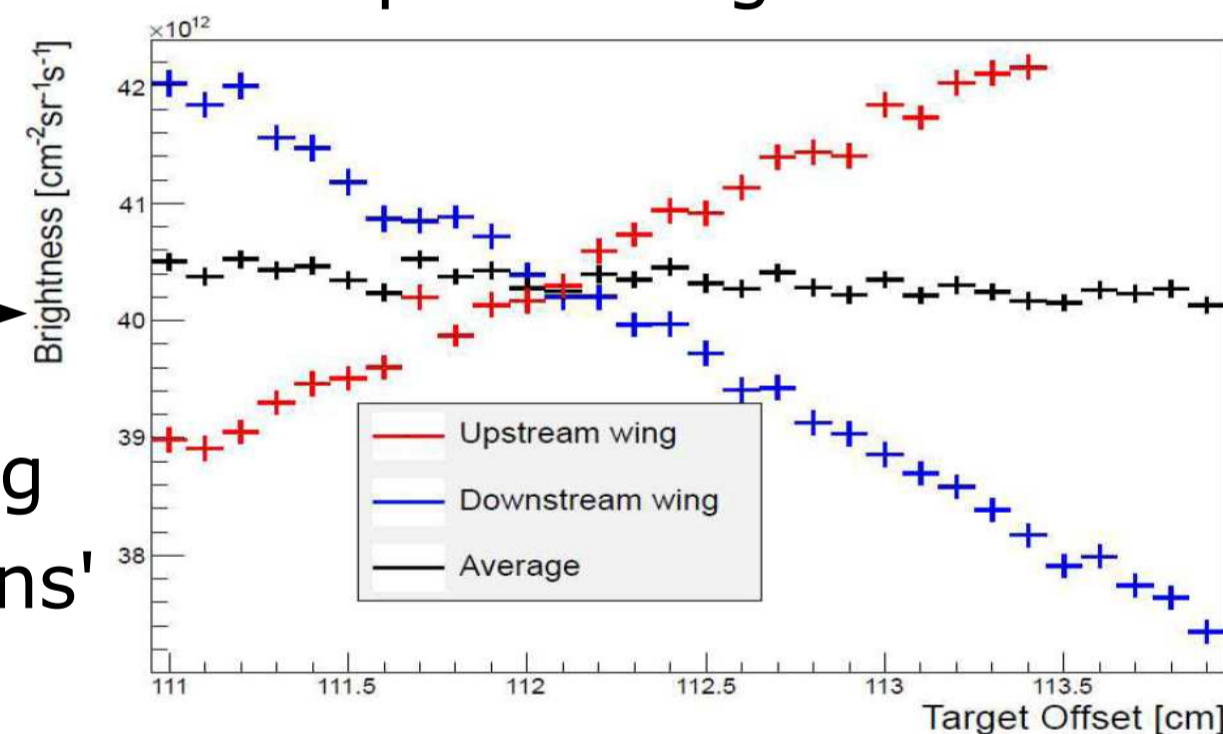 ×10¹²
Brightness [cm⁻²sr⁻¹s⁻¹]
42
41
40
39
38
g
ns'
Upstream wing
Downstream wing
Average
111 111.5 112 112.5 113 113.5
Target Offset [cm]